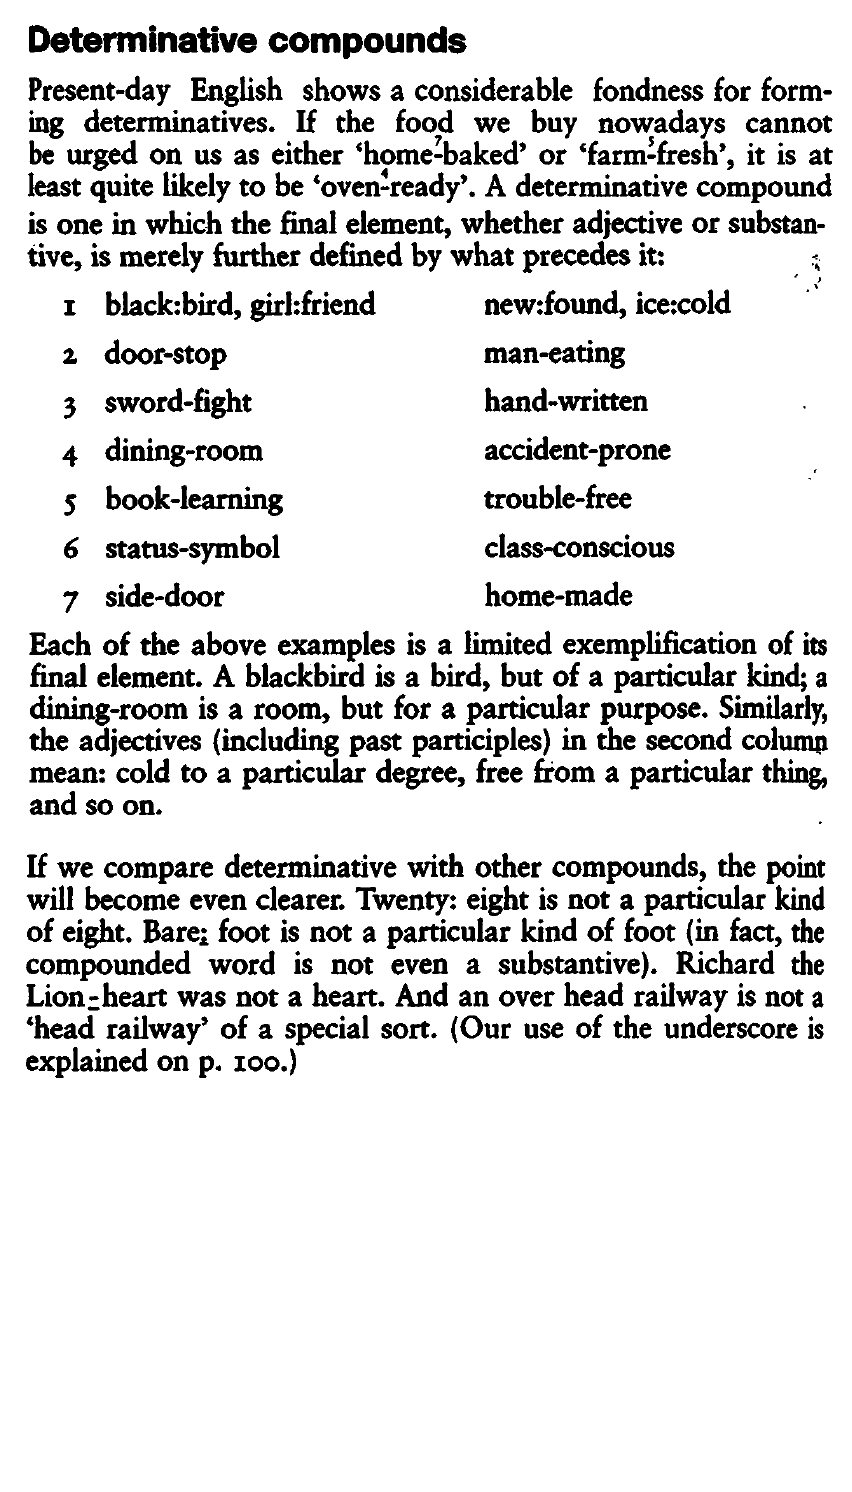 Determinative compounds
Present-day English shows a considerable fondness for form-
ing determinatives. If the food we buy nowadays cannot
be urged on us as either ‘home⁷-baked’ or ‘farm⁵-fresh’, it is at
least quite likely to be ‘oven⁴-ready’. A determinative compound
is one in which the final element, whether adjective or substan-
tive, is merely further defined by what precedes it:
1 black:bird, girl:friend new:found, ice:cold
2 door-stop man-eating
3 sword-fight hand-written
4 dining-room accident-prone
5 book-learning trouble-free
6 status-symbol class-conscious
7 side-door home-made
Each of the above examples is a limited exemplification of its
final element. A blackbird is a bird, but of a particular kind; a
dining-room is a room, but for a particular purpose. Similarly,
the adjectives (including past participles) in the second column
mean: cold to a particular degree, free from a particular thing,
and so on.
If we compare determinative with other compounds, the point
will become even clearer. Twenty: eight is not a particular kind
of eight. Bare: foot is not a particular kind of foot (in fact, the
compounded word is not even a substantive). Richard the
Lion-heart was not a heart. And an over head railway is not a
‘head railway’ of a special sort. (Our use of the underscore is
explained on p. 100.)